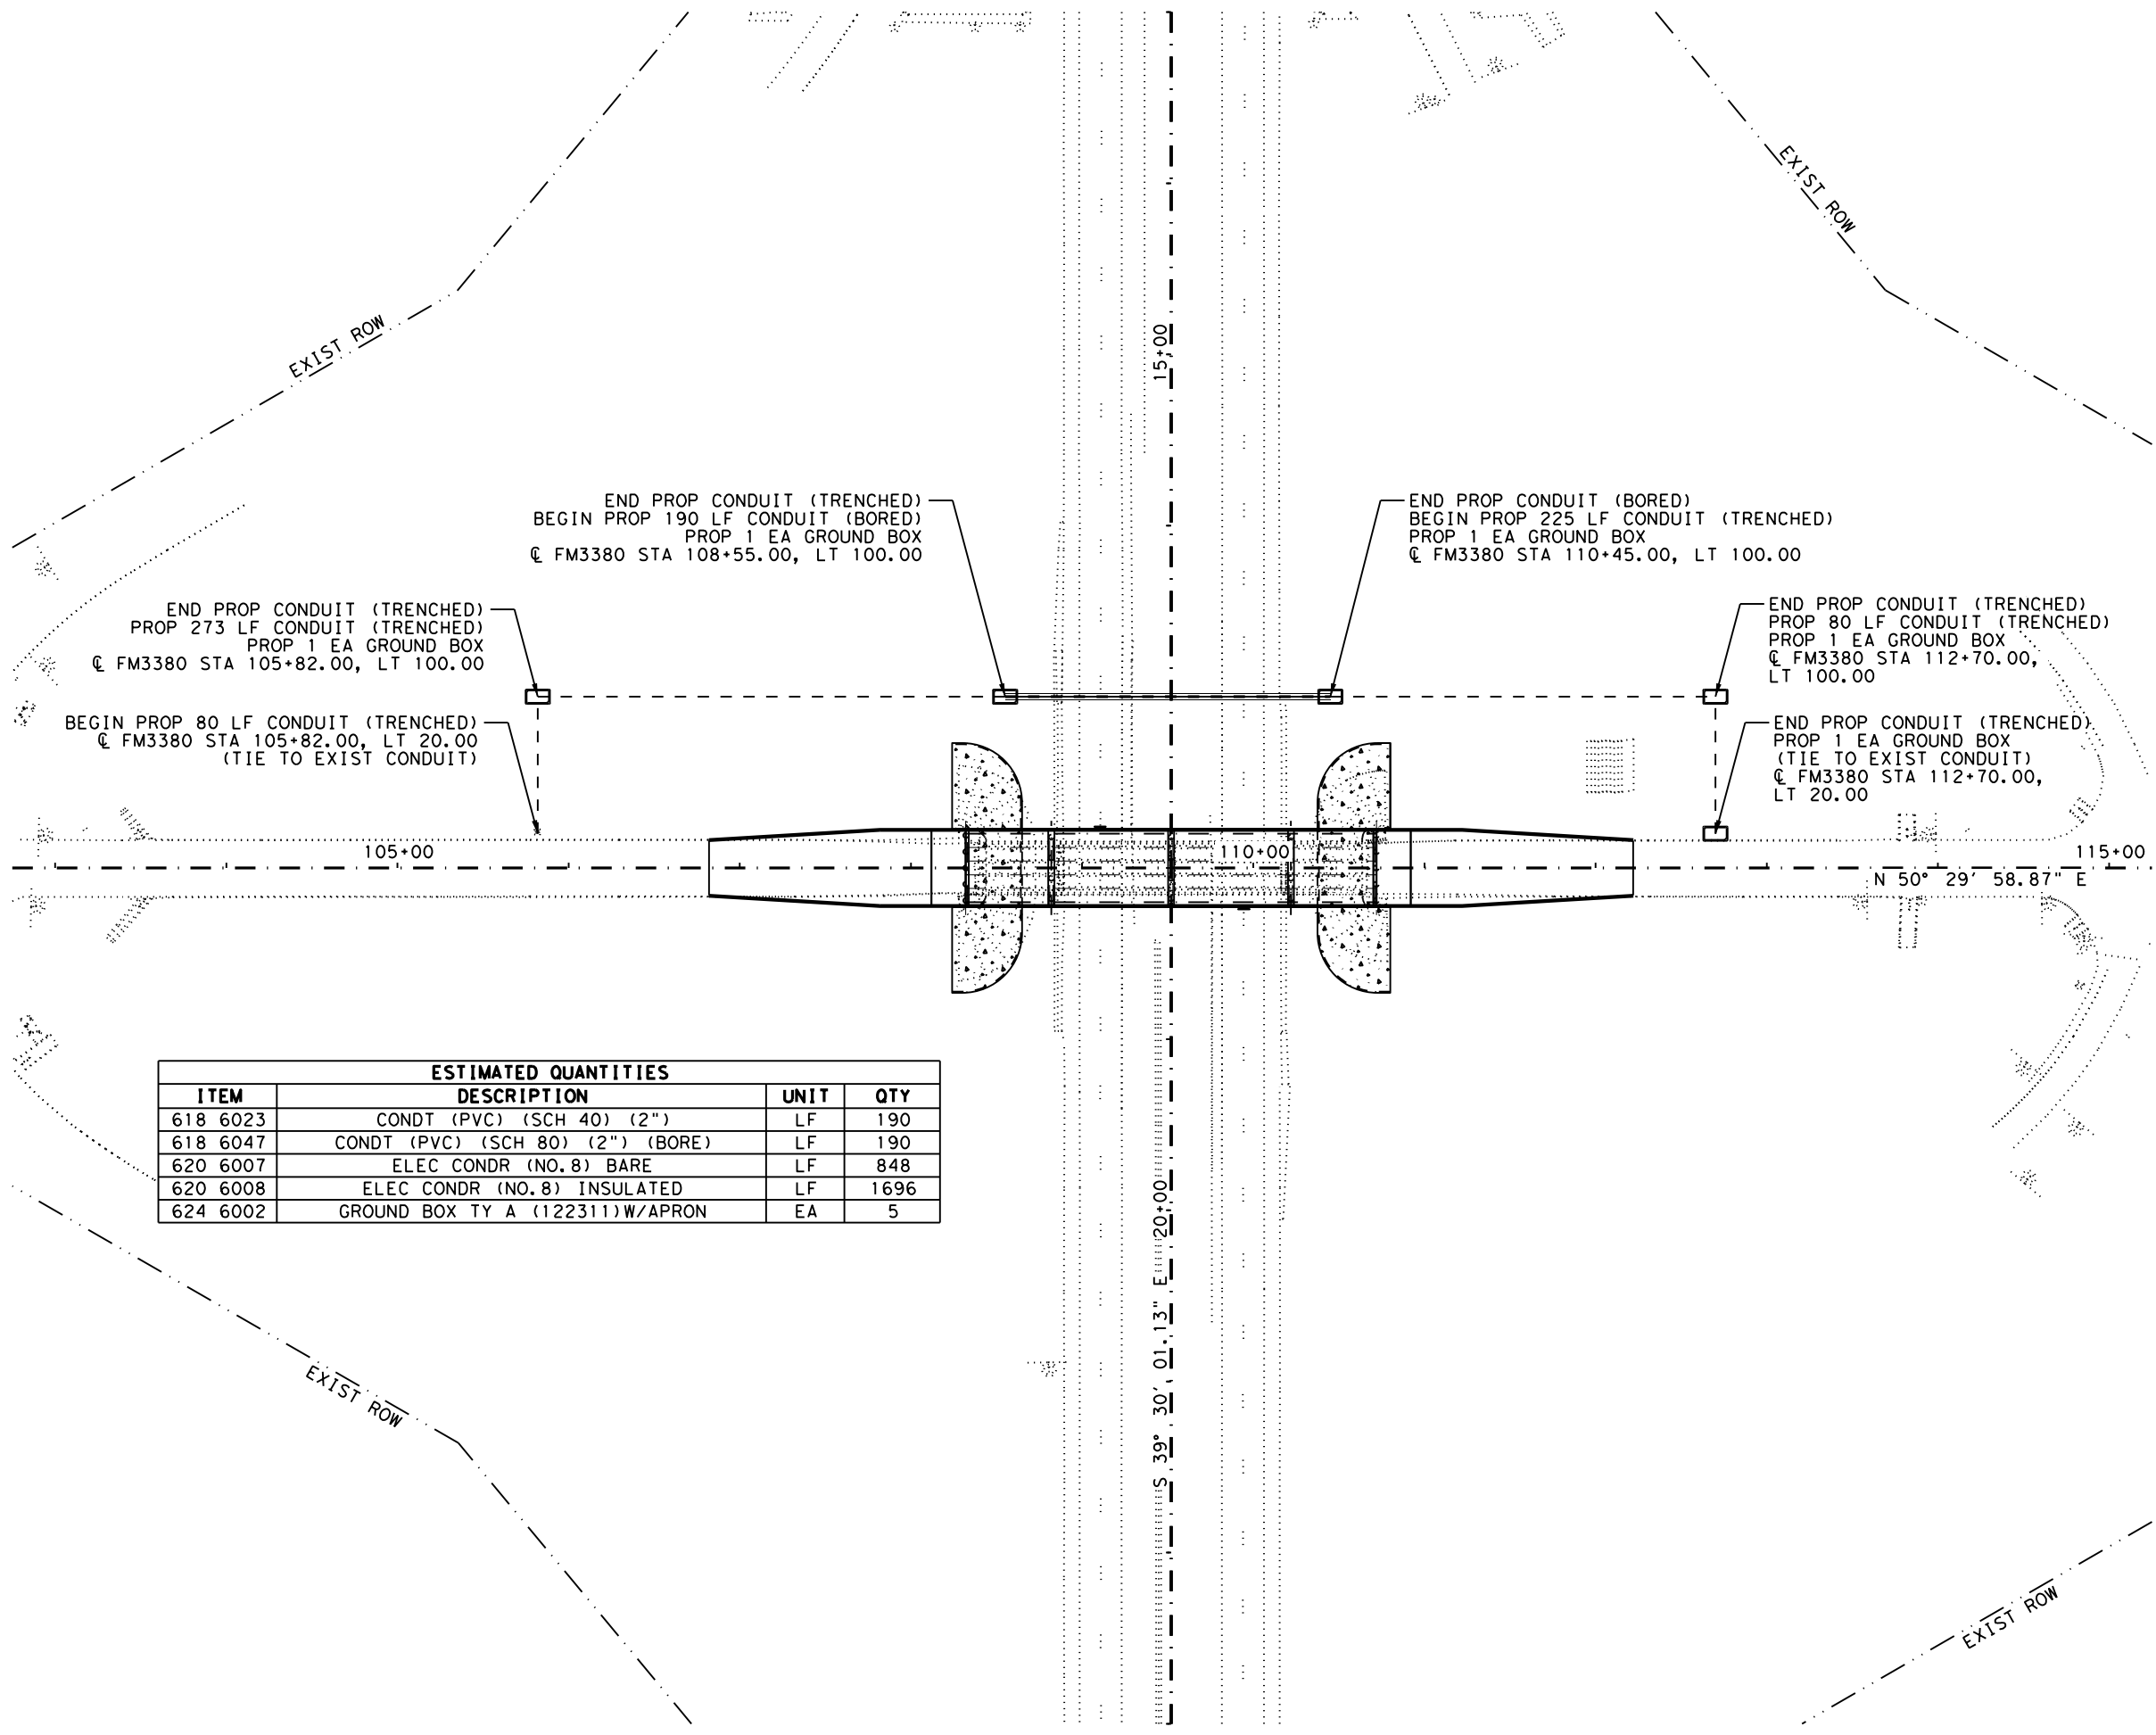 EXIST ROW
EXIST ROW
15+00
END PROP CONDUIT (TRENCHED)
BEGIN PROP 190 LF CONDUIT (BORED)
PROP 1 EA GROUND BOX
℄ FM3380 STA 108+55.00, LT 100.00
END PROP CONDUIT (BORED)
BEGIN PROP 225 LF CONDUIT (TRENCHED)
PROP 1 EA GROUND BOX
℄ FM3380 STA 110+45.00, LT 100.00
END PROP CONDUIT (TRENCHED)
PROP 273 LF CONDUIT (TRENCHED)
PROP 1 EA GROUND BOX
℄ FM3380 STA 105+82.00, LT 100.00
END PROP CONDUIT (TRENCHED)
PROP 80 LF CONDUIT (TRENCHED)
PROP 1 EA GROUND BOX
℄ FM3380 STA 112+70.00,
LT 100.00
BEGIN PROP 80 LF CONDUIT (TRENCHED)
℄ FM3380 STA 105+82.00, LT 20.00
(TIE TO EXIST CONDUIT)
END PROP CONDUIT (TRENCHED)
PROP 1 EA GROUND BOX
(TIE TO EXIST CONDUIT)
℄ FM3380 STA 112+70.00,
LT 20.00
105+00
110+00
115+00
N 50° 29' 58.87" E
ESTIMATED QUANTITIES
ITEM DESCRIPTION UNIT QTY
618 6023 CONDT (PVC) (SCH 40) (2") LF 190
618 6047 CONDT (PVC) (SCH 80) (2") (BORE) LF 190
620 6007 ELEC CONDR (NO.8) BARE LF 848
620 6008 ELEC CONDR (NO.8) INSULATED LF 1696
624 6002 GROUND BOX TY A (122311)W/APRON EA 5
20+00
S 39° 30' 01.13" E
EXIST ROW
EXIST ROW